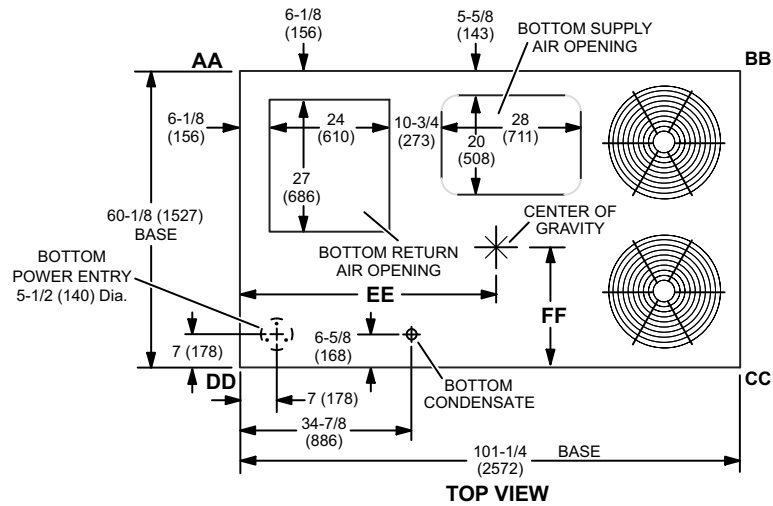 6-1/8
(156)
5-5/8
(143)
BOTTOM SUPPLY
AIR OPENING
AA
BB
6-1/8
(156)
24
(610)
10-3/4
(273)
28
(711)
20
(508)
27
(686)
60-1/8 (1527)
BASE
CENTER OF
GRAVITY
BOTTOM
POWER ENTRY
5-1/2 (140) Dia.
BOTTOM RETURN
AIR OPENING
EE
FF
7 (178)
6-5/8
(168)
DD
CC
7 (178)
BOTTOM
CONDENSATE
34-7/8
(886)
101-1/4
(2572)
BASE
TOP VIEW